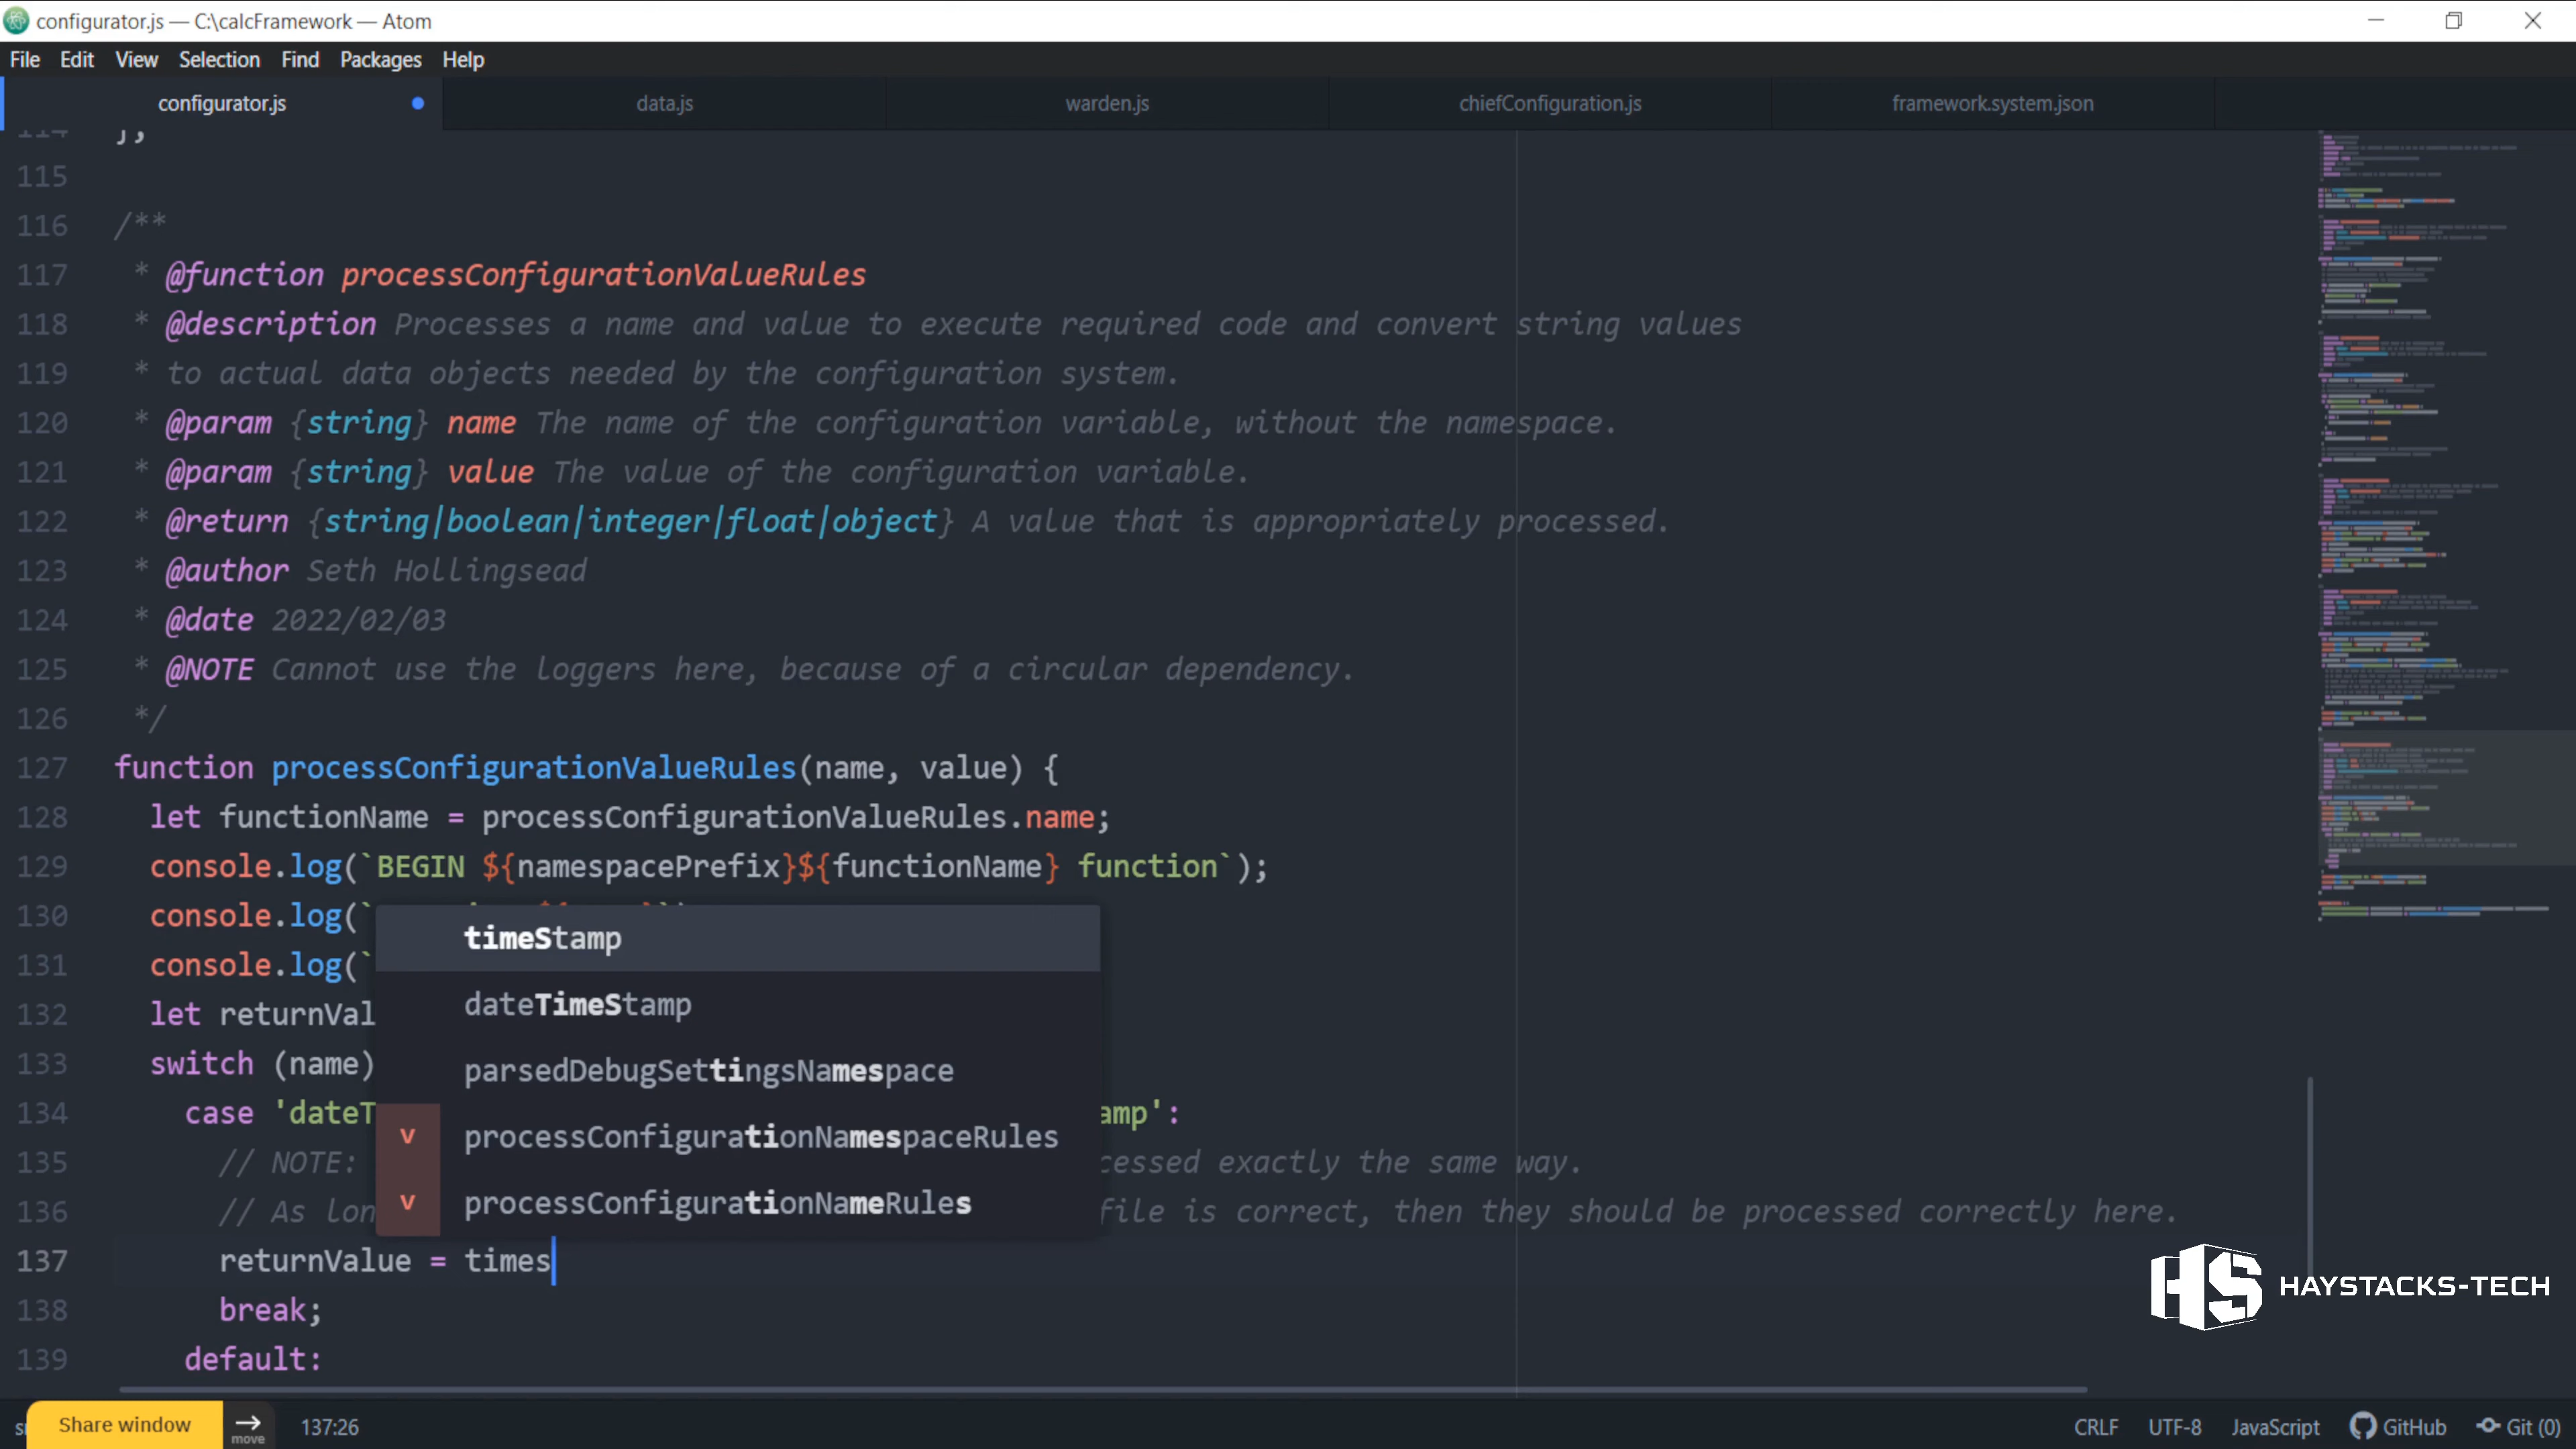 configurator.js — C:\calcFramework — Atom
File Edit View Selection Find Packages Help
configurator.js data.js warden.js chiefConfiguration.js framework.system.json
114 };
115
116 /**
117 * @function processConfigurationValueRules
118 * @description Processes a name and value to execute required code and convert string values
119 * to actual data objects needed by the configuration system.
120 * @param {string} name The name of the configuration variable, without the namespace.
121 * @param {string} value The value of the configuration variable.
122 * @return {string|boolean|integer|float|object} A value that is appropriately processed.
123 * @author Seth Hollingsead
124 * @date 2022/02/03
125 * @NOTE Cannot use the loggers here, because of a circular dependency.
126 */
127 function processConfigurationValueRules(name, value) {
128 let functionName = processConfigurationValueRules.name;
129 console.log(`BEGIN ${namespacePrefix}${functionName} function`);
130 console.log(`
timeStamp
131 console.log(`
dateTimeStamp
132 let returnVal
parsedDebugSettingsNamespace
133 switch (name)
134 case 'dateT amp':
v processConfigurationNamespaceRules
135 // NOTE: cessed exactly the same way.
v processConfigurationNameRules
136 // As lon file is correct, then they should be processed correctly here.
137 returnValue = times
138 break;
139 default:
HS HAYSTACKS-TECH
Share window move 137:26 CRLF UTF-8 JavaScript GitHub Git (0)